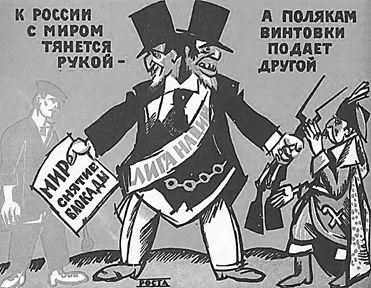 К РОССИИ
С МИРОМ
ТЯНЕТСЯ
РУКОЙ -
А ПОЛЯКАМ
ВИНТОВКИ
ПОДАЕТ
ДРУГОЙ
ЛИГА НАЦИЙ
МИР
СНЯТИЕ
БЛОКАДЫ
РОСТА